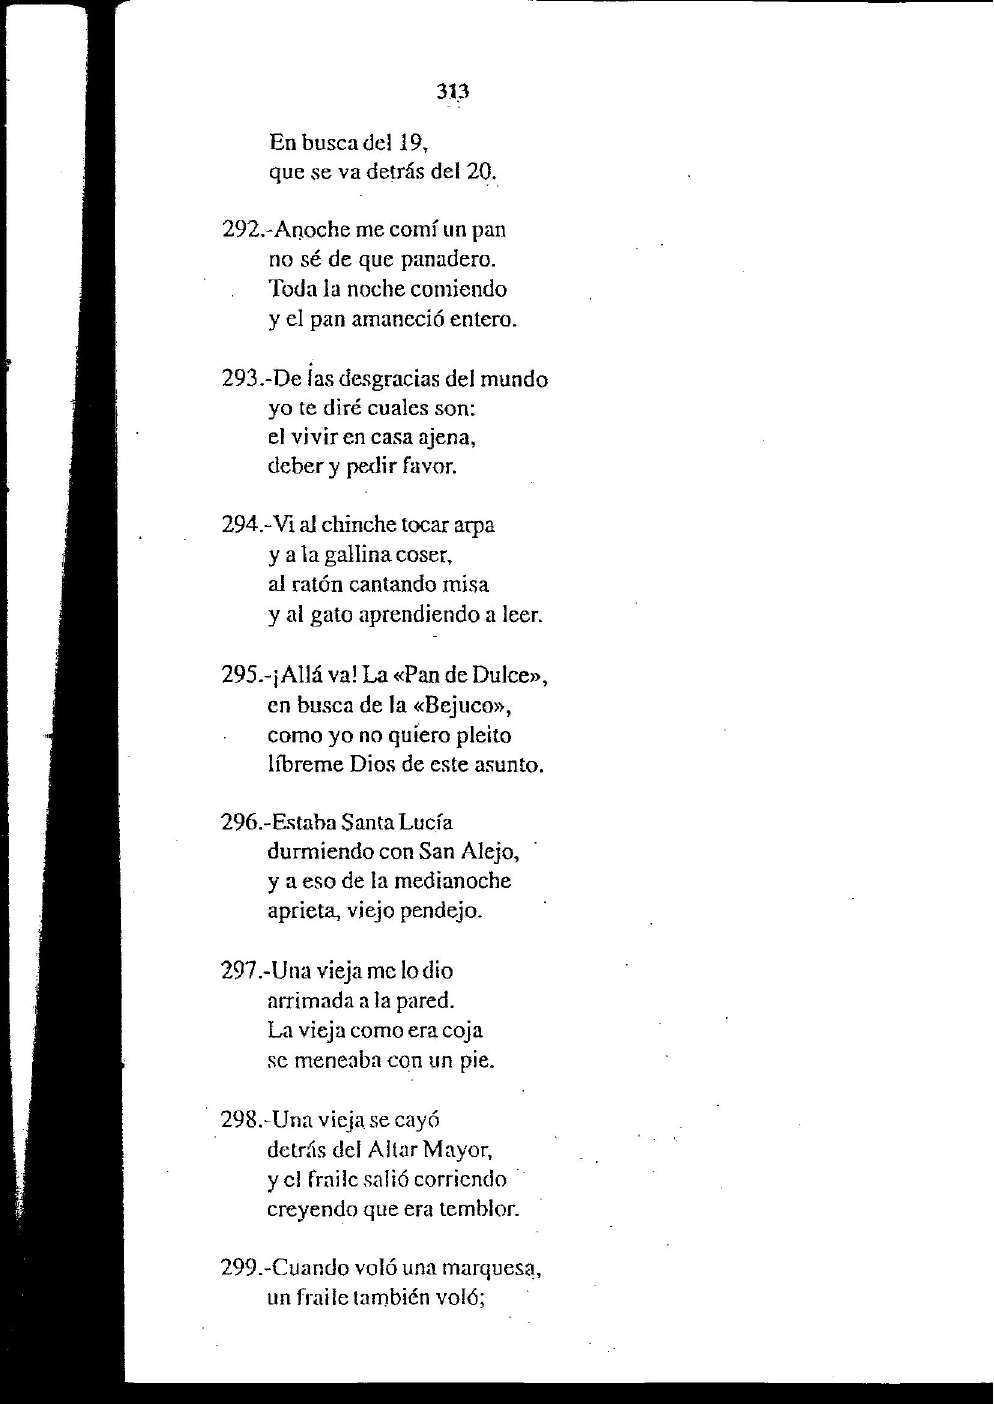 313
En busca del 19,
que se va detrás del 20.
292.-Anoche me comí un pan
no sé de que panadero.
Toda la noche comiendo
y el pan amaneció entero.
293.-De las desgracias del mundo
yo te diré cuales son:
el vivir en casa ajena,
deber y pedir favor.
294.-Vi al chinche tocar arpa
y a la gallina coser,
al ratón cantando misa
y al gato aprendiendo a leer.
295.-¡Allá va! La «Pan de Dulce»,
en busca de la «Bejuco»,
como yo no quiero pleito
líbreme Dios de este asunto.
296.-Estaba Santa Lucía
durmiendo con San Alejo,
y a eso de la medianoche
aprieta, viejo pendejo.
297.-Una vieja me lo dio
arrimada a la pared.
La vieja como era coja
se meneaba con un pie.
298.-Una vieja se cayó
detrás del Altar Mayor,
y el fraile salió corriendo
creyendo que era temblor.
299.-Cuando voló una marquesa,
un fraile también voló;